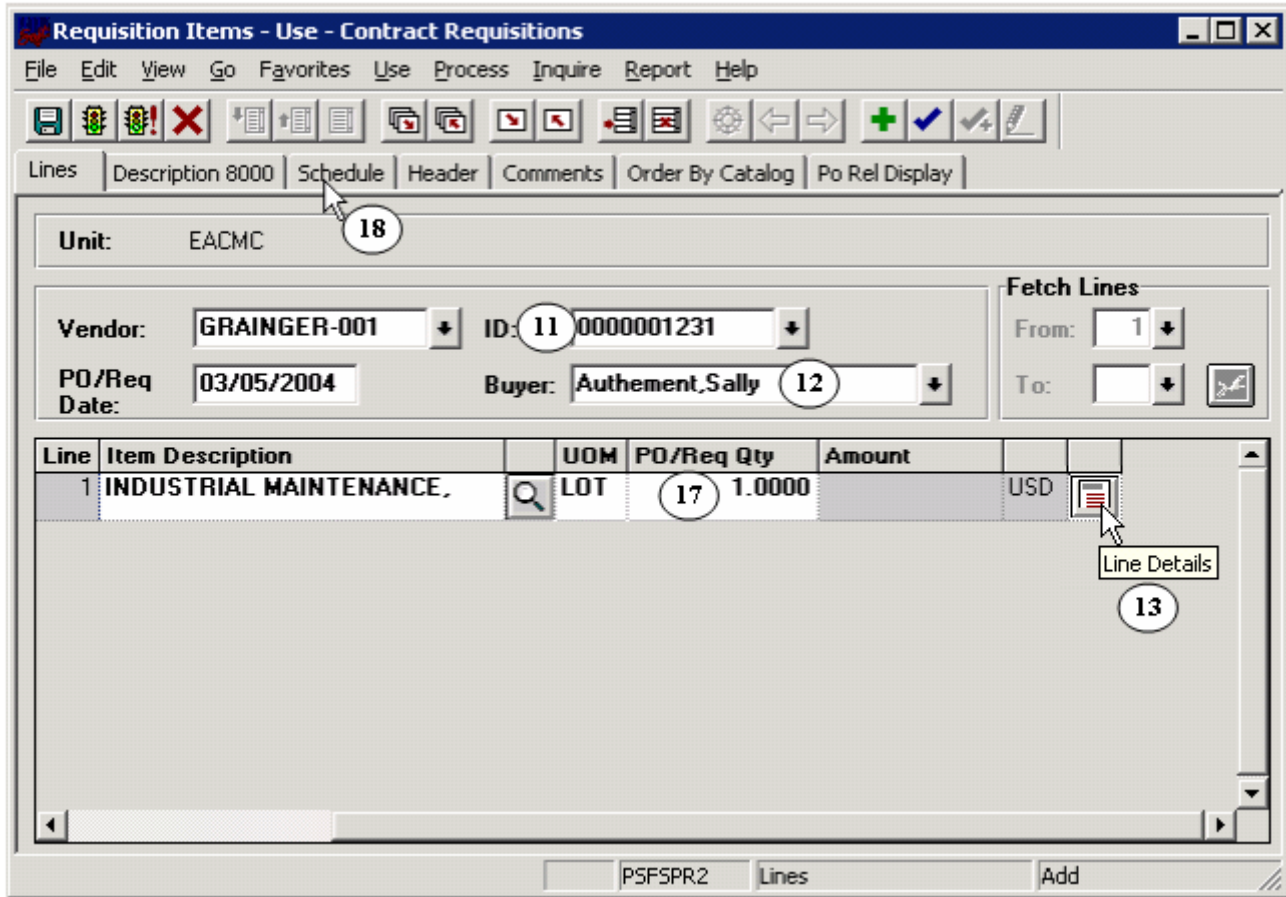 Requisition Items - Use - Contract Requisitions
File Edit View Go Favorites Use Process Inquire Report Help
Lines Description 8000 Schedule Header Comments Order By Catalog Po Rel Display
18
Unit: EACMC
Fetch Lines
Vendor: GRAINGER-001 ID: 11 0000001231 From: 1
PO/Req Date: 03/05/2004 Buyer: Authement,Sally 12 To:
Line Item Description UOM PO/Req Qty Amount
1 INDUSTRIAL MAINTENANCE, LOT 17 1.0000 USD
Line Details
13
PSFSPR2 Lines Add